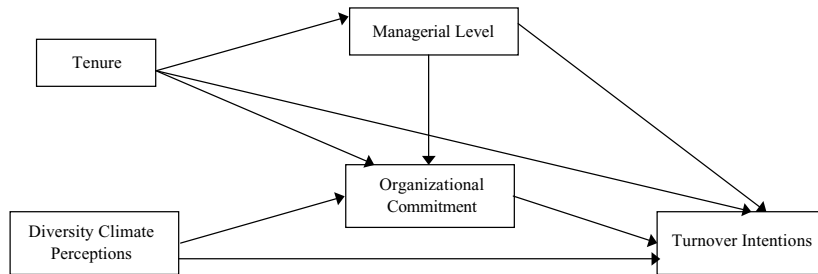 Managerial Level
Tenure
Organizational
Commitment
Diversity Climate
Perceptions
Turnover Intentions